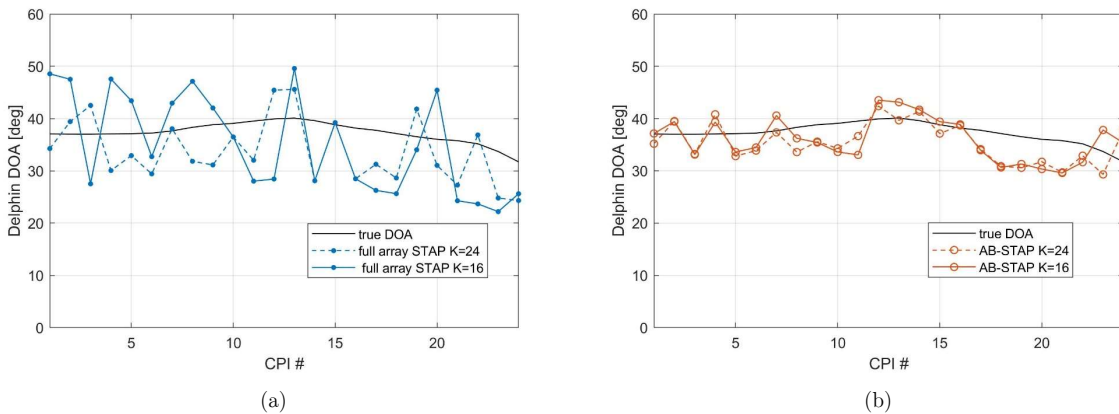 60
50
40
30
20
10
0
Delphin DOA [deg]
true DOA
full array STAP K=24
full array STAP K=16
5
10
15
20
CPI #
(a)
60
50
40
30
20
10
0
Delphin DOA [deg]
true DOA
AB-STAP K=24
AB-STAP K=16
5
10
15
20
CPI #
(b)